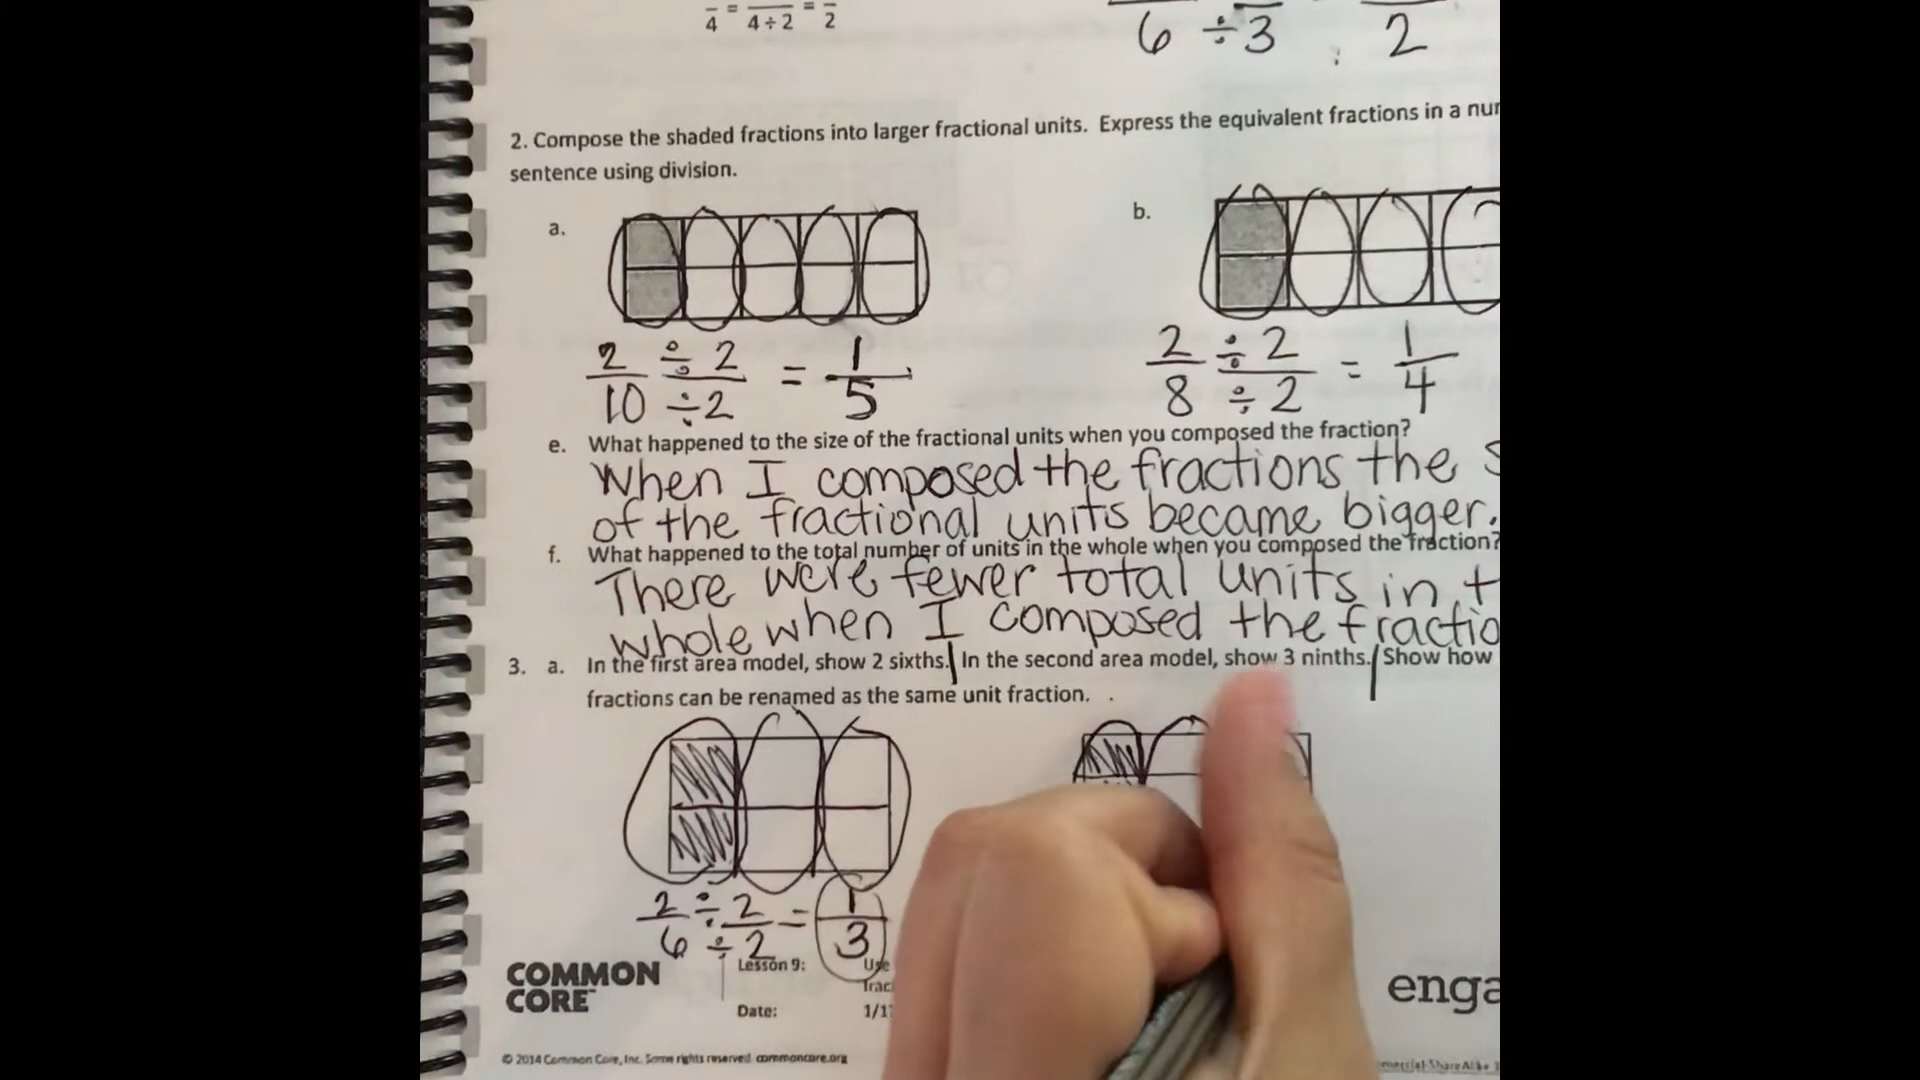 4 = 4 ÷ 2 = 2
6 ÷ 3 2
2. Compose the shaded fractions into larger fractional units. Express the equivalent fractions in a
sentence using division.
a.
b.
2 ÷ 2 = 1
10 ÷ 2 5
2 ÷ 2 = 1
8 ÷ 2 4
e. What happened to the size of the fractional units when you composed the fraction?
When I composed the fractions the
of the fractional units became bigger.
f. What happened to the total number of units in the whole when you composed the fraction?
There were fewer total units in
whole when I composed the
3. a. In the first area model, show 2 sixths. In the second area model, show 3 ninths. Show how
fractions can be renamed as the same unit fraction.
2 ÷ 2 = 1
6 ÷ 2 3
COMMON
CORE
Lesson 9: Use
Date:
© 2014 Common Core, Inc. Some rights reserved. commoncore.org